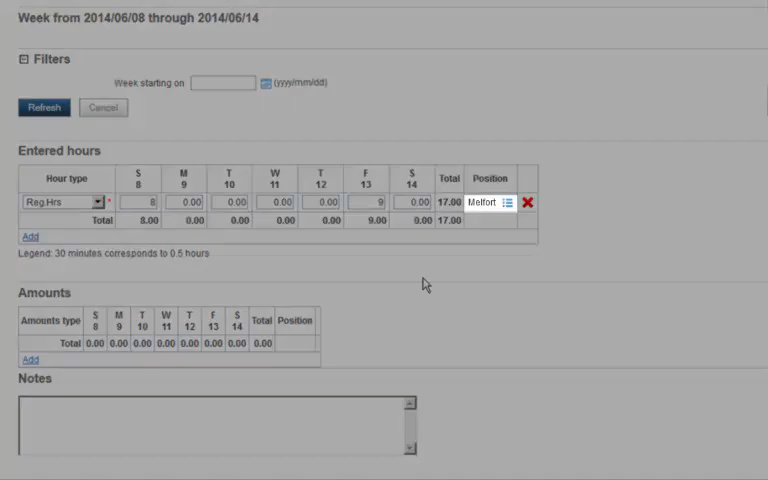 Week from 2014/06/08 through 2014/06/14
Filters
Week starting on (yyyy/mm/dd)
Refresh Cancel
Entered hours
Hour type S 8 M 9 T 10 W 11 T 12 F 13 S 14 Total Position
Reg.Hrs * 8 0.00 0.00 0.00 0.00 9 0.00 17.00 Melfort
Total 8.00 0.00 0.00 0.00 0.00 9.00 0.00 17.00
Add
Legend: 30 minutes corresponds to 0.5 hours
Amounts
Amounts type S 8 M 9 T 10 W 11 T 12 F 13 S 14 Total Position
Total 0.00 0.00 0.00 0.00 0.00 0.00 0.00 0.00
Add
Notes